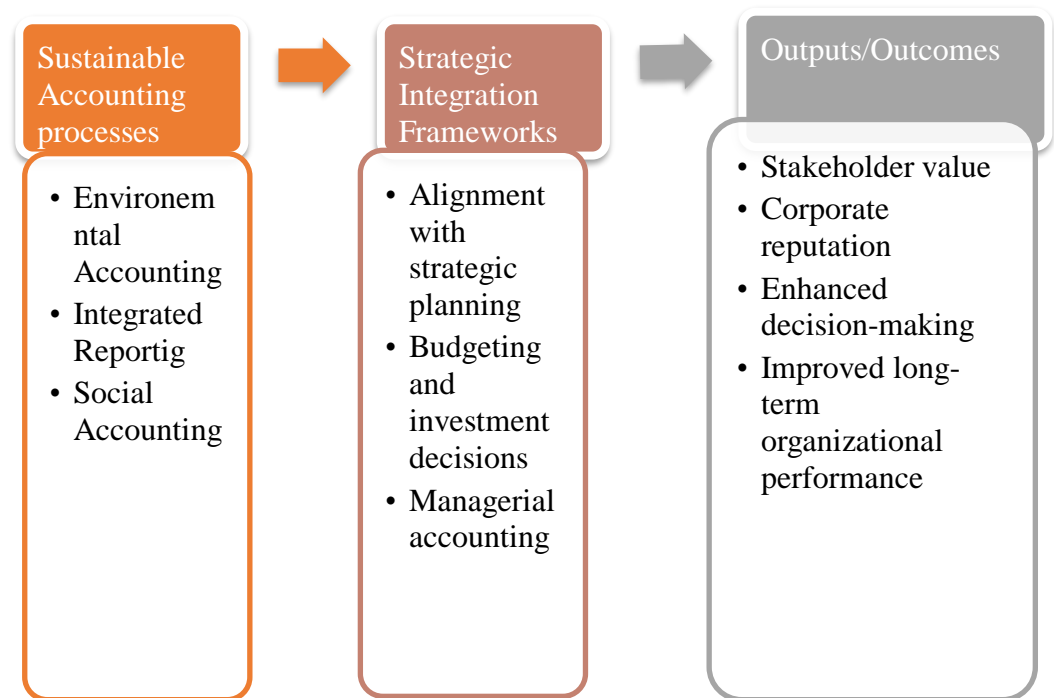 Sustainable
Accounting
processes
• Environem
ntal
Accounting
• Integrated
Reportig
• Social
Accounting
Strategic
Integration
Frameworks
• Alignment
with
strategic
planning
• Budgeting
and
investment
decisions
• Managerial
accounting
Outputs/Outcomes
• Stakeholder value
• Corporate
reputation
• Enhanced
decision-making
• Improved long-
term
organizational
performance